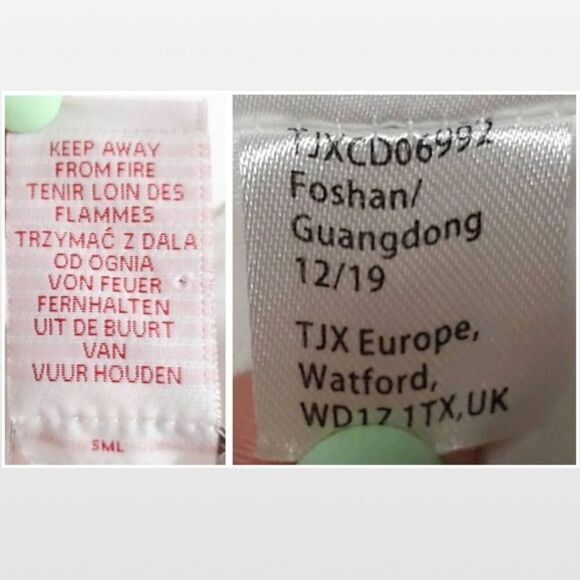 KEEP AWAY
FROM FIRE
TENIR LOIN DES
FLAMMES
TRZYMAĆ Z DALA
OD OGNIA
VON FEUER
FERNHALTEN
UIT DE BUURT
VAN
VUUR HOUDEN
SML
TJXCD06992
Foshan/
Guangdong
12/19
TJX Europe,
Watford,
WD17 1TX, UK